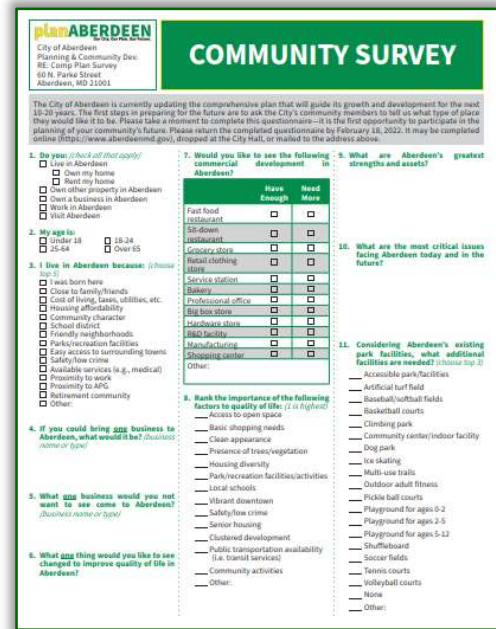 planABERDEEN
Our City, Our Plan, Our Future.
City of Aberdeen
Planning & Community Dev.
RE: Comp Plan Survey
60 N. Parke Street
Aberdeen, MD 21001
COMMUNITY SURVEY
The City of Aberdeen is currently updating the comprehensive plan that will guide its growth and development for the next
10-20 years. The first steps in preparing for the future are to ask the City's community members to tell us what type of place
they would like it to be. Please take a moment to complete this questionnaire—it is the first opportunity to participate in the
planning of your community's future. Please return the completed questionnaire by February 18, 2022. It may be completed
online (https://www.aberdeenmd.gov/), dropped at the City Hall, or mailed to the address above.
1. Do you: (check all that apply)
Live in Aberdeen
Own my home
Rent my home
Own other property in Aberdeen
Own a business in Aberdeen
Work in Aberdeen
Visit Aberdeen
2. My age is:
Under 18 18-24
25-64 Over 65
3. I live in Aberdeen because: (choose
top 5)
I was born here
Close to family/friends
Cost of living, taxes, utilities, etc.
Housing affordability
Community character
School district
Friendly neighborhoods
Parks/recreation facilities
Easy access to surrounding towns
Safety/low crime
Available services (e.g., medical)
Proximity to work
Proximity to APG
Retirement community
Other:
4. If you could bring one business to
Aberdeen, what would it be? (business
name or type)
5. What one business would you not
want to see come to Aberdeen?
(business name or type)
6. What one thing would you like to see
changed to improve quality of life in
Aberdeen?
7. Would you like to see the following
commercial development in
Aberdeen?
Have Need
Enough More
Fast food
restaurant
Sit-down
restaurant
Grocery store
Retail clothing
store
Service station
Bakery
Professional office
Big box store
Hardware store
R&D facility
Manufacturing
Shopping center
Other:
8. Rank the importance of the following
factors to quality of life: (1 is highest)
Access to open space
Basic shopping needs
Clean appearance
Presence of trees/vegetation
Housing diversity
Park/recreation facilities/activities
Local schools
Vibrant downtown
Safety/low crime
Senior housing
Clustered development
Public transportation availability
(i.e. transit services)
Community activities
Other:
9. What are Aberdeen's greatest
strengths and assets?
10. What are the most critical issues
facing Aberdeen today and in the
future?
11. Considering Aberdeen's existing
park facilities, what additional
facilities are needed? (choose top 3)
Accessible park/facilities
Artificial turf field
Baseball/softball fields
Basketball courts
Climbing park
Community center/indoor facility
Dog park
Ice skating
Multi-use trails
Outdoor adult fitness
Pickle ball courts
Playground for ages 0-2
Playground for ages 2-5
Playground for ages 5-12
Shuffleboard
Soccer fields
Tennis courts
Volleyball courts
None
Other: